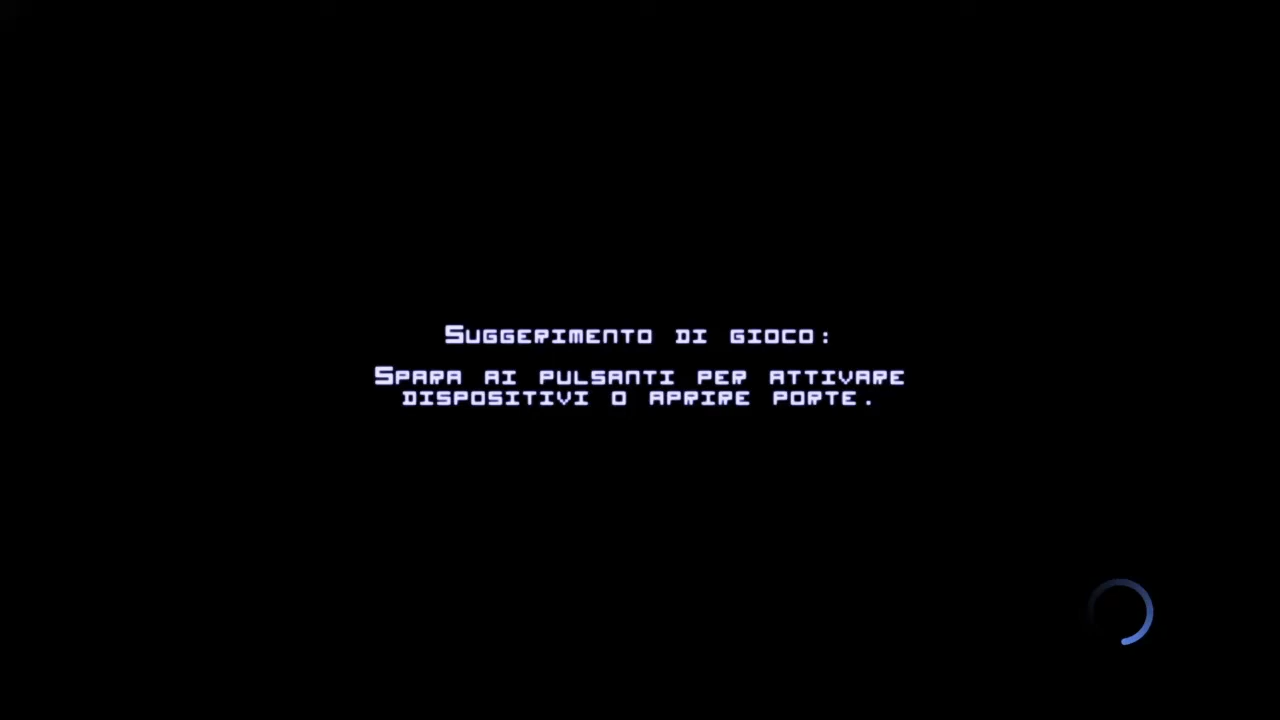 Suggerimento di gioco:
Spara ai pulsanti per attivare
dispositivi o aprire porte.